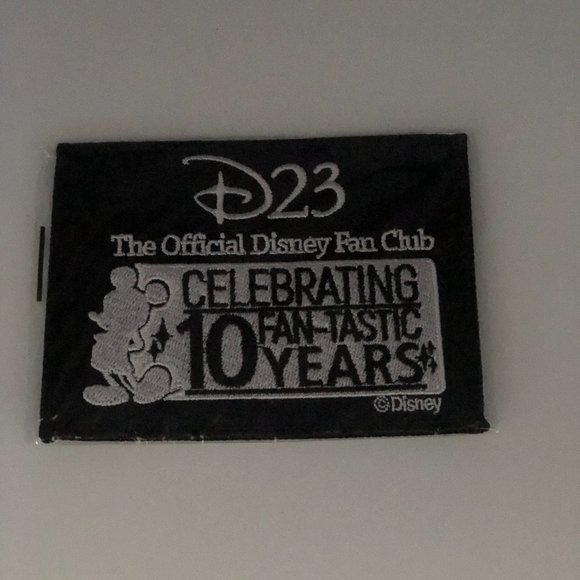 D23
The Official Disney Fan Club
CELEBRATING
10 FAN-TASTIC
YEARS
©Disney